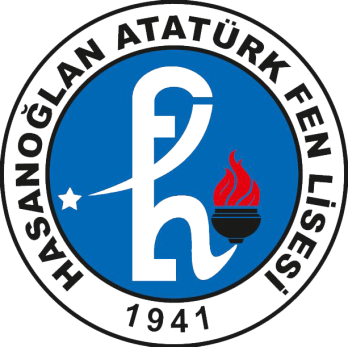 HASANOĞLAN ATATÜRK FEN LİSESİ
1941